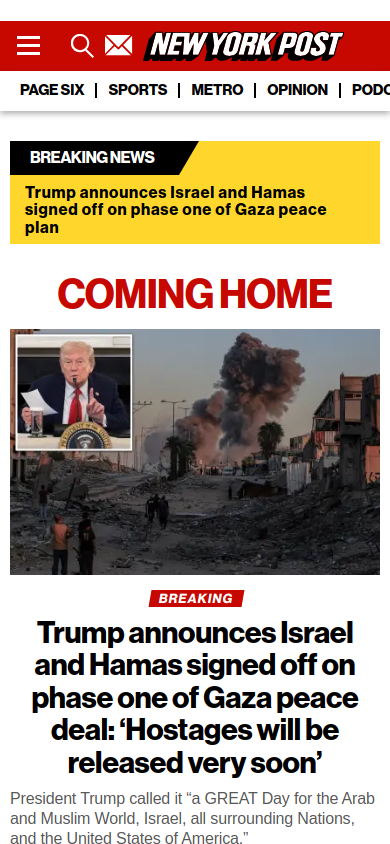 NEW YORK POST
PAGE SIX | SPORTS | METRO | OPINION | PODC
BREAKING NEWS
Trump announces Israel and Hamas
signed off on phase one of Gaza peace
plan
COMING HOME
BREAKING
Trump announces Israel
and Hamas signed off on
phase one of Gaza peace
deal: ‘Hostages will be
released very soon’
President Trump called it “a GREAT Day for the Arab
and Muslim World, Israel, all surrounding Nations,
and the United States of America.”